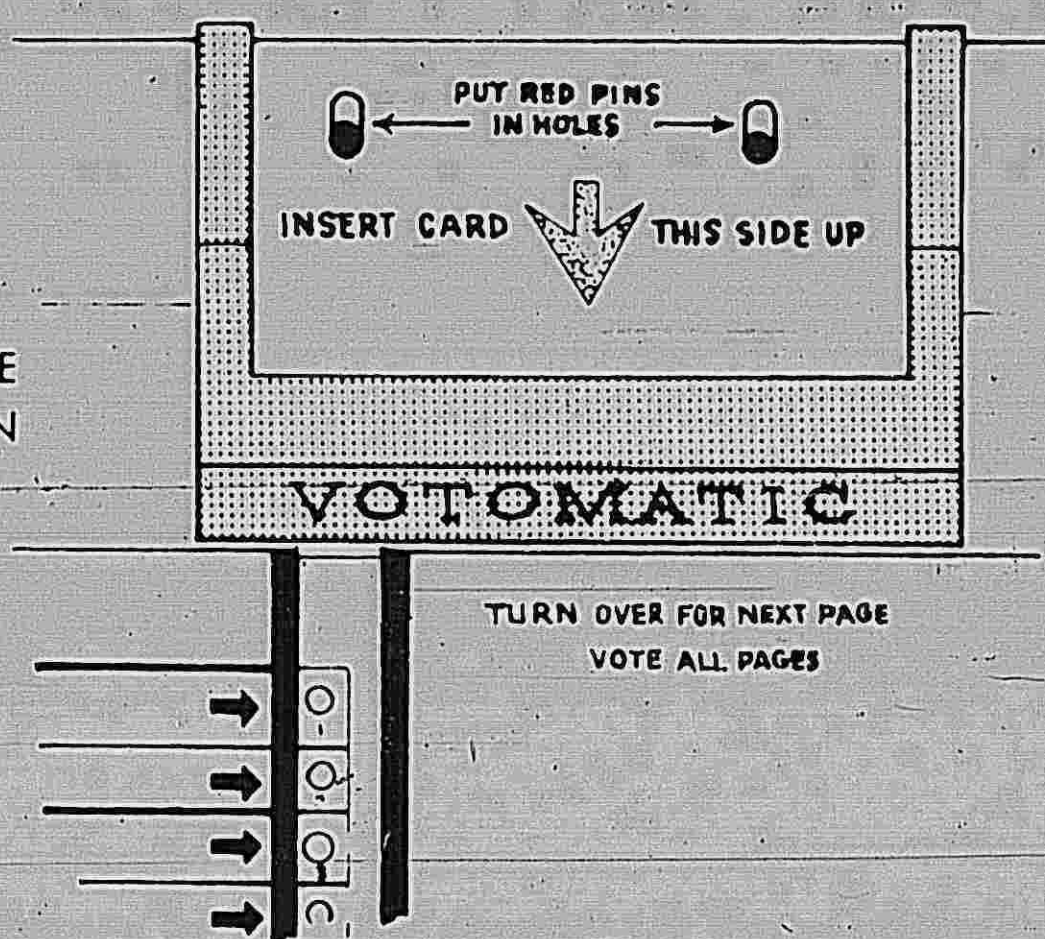 PUT RED PINS
IN HOLES
INSERT CARD THIS SIDE UP
VOTOMATIC
TURN OVER FOR NEXT PAGE
VOTE ALL PAGES